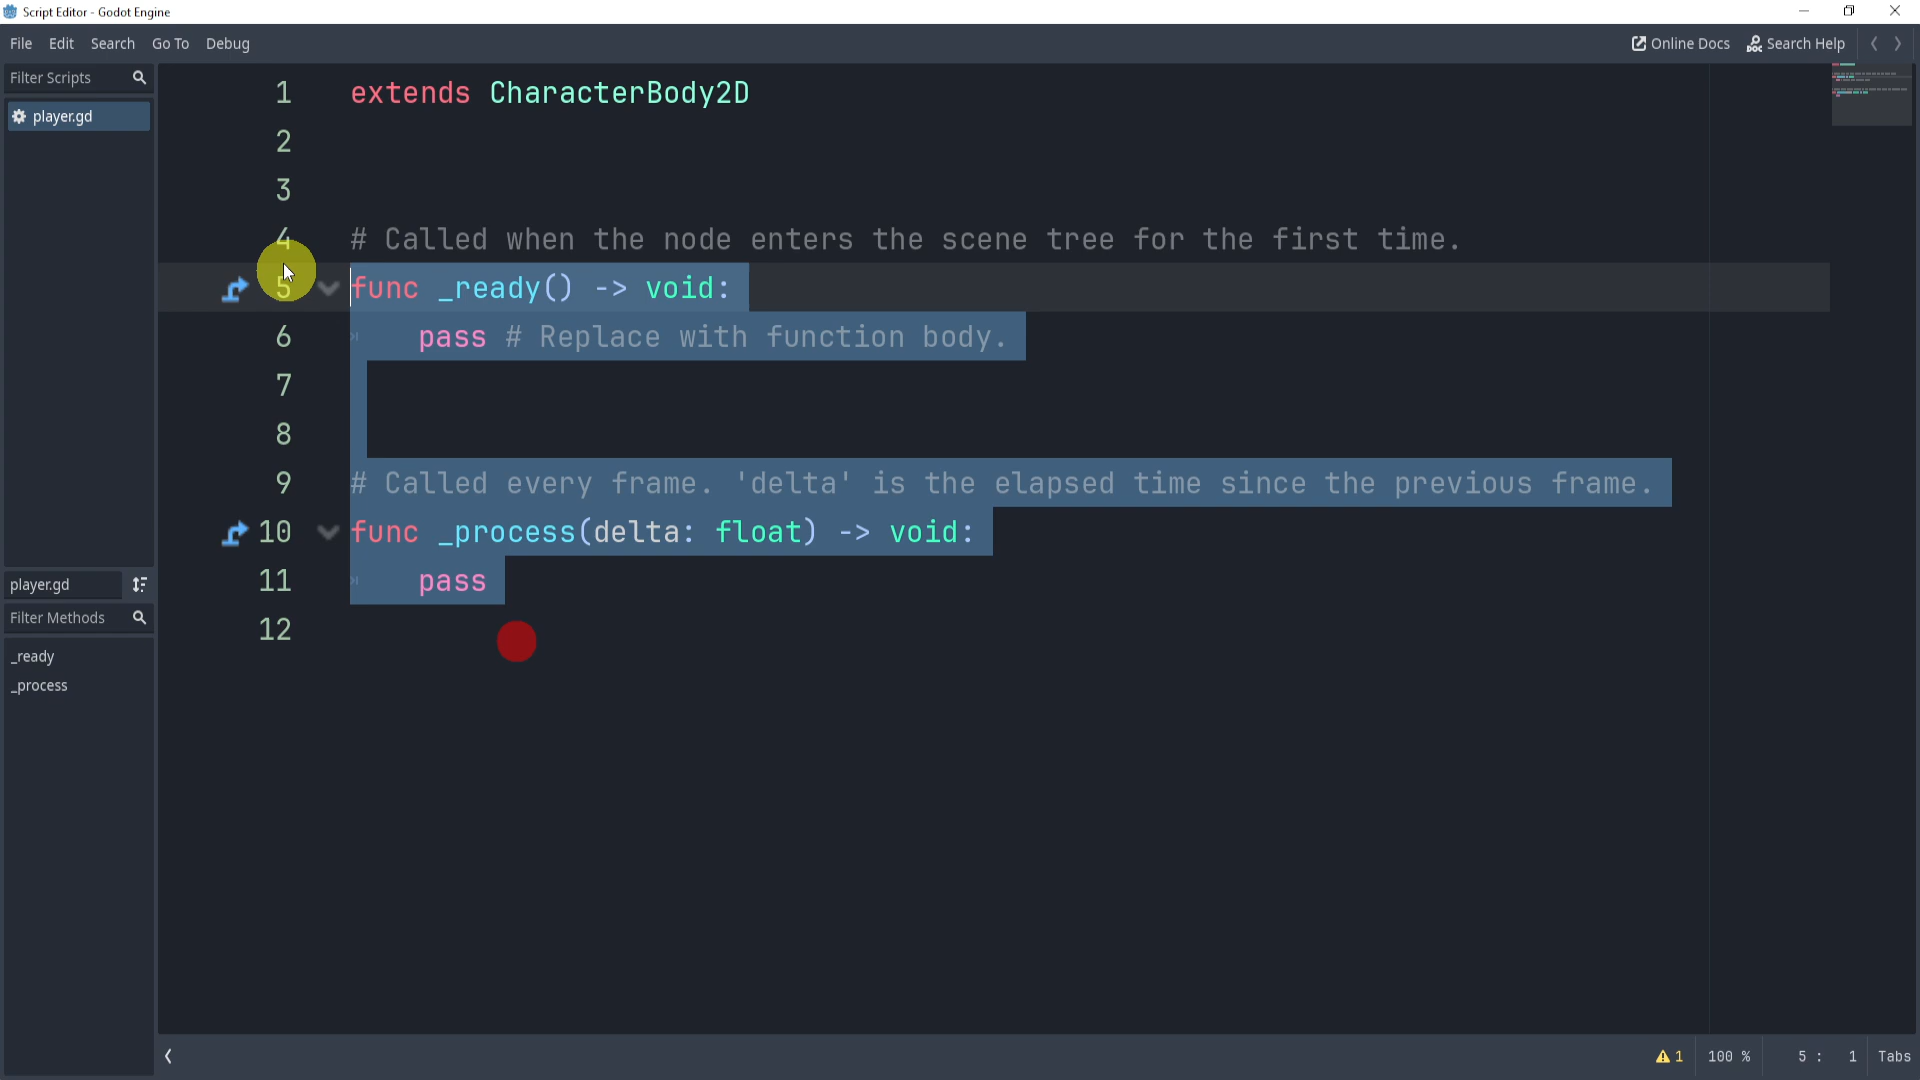 Script Editor - Godot Engine
File Edit Search Go To Debug
Online Docs Search Help
Filter Scripts
player.gd
1 extends CharacterBody2D
2
3
4 # Called when the node enters the scene tree for the first time.
5 func _ready() -> void:
6 pass # Replace with function body.
7
8
9 # Called every frame. 'delta' is the elapsed time since the previous frame.
10 func _process(delta: float) -> void:
11 pass
12
player.gd
Filter Methods
_ready
_process
1 100 % 5 : 1 Tabs